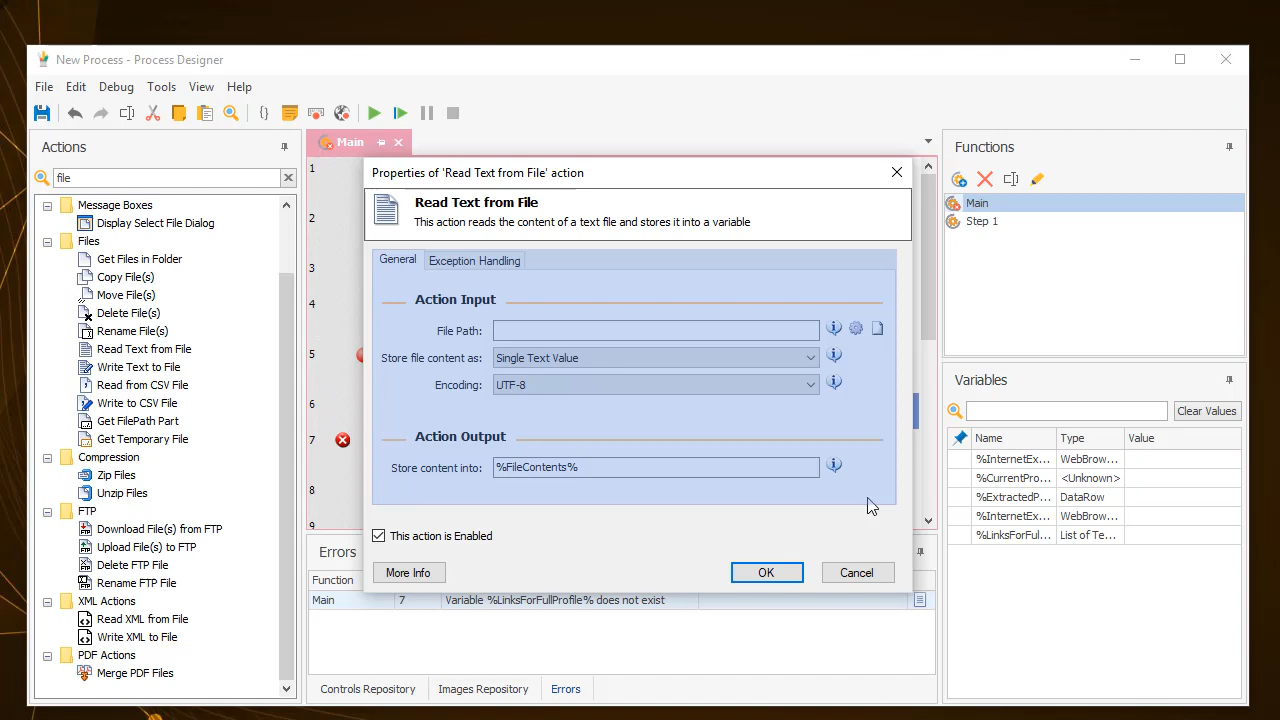 New Process - Process Designer
File Edit Debug Tools View Help
Actions
file
Message Boxes
Display Select File Dialog
Files
Get Files in Folder
Copy File(s)
Move File(s)
Delete File(s)
Rename File(s)
Read Text from File
Write Text to File
Read from CSV File
Write to CSV File
Get FilePath Part
Get Temporary File
Compression
Zip Files
Unzip Files
FTP
Download File(s) from FTP
Upload File(s) to FTP
Delete FTP File
Rename FTP File
XML Actions
Read XML from File
Write XML to File
PDF Actions
Merge PDF Files
Main
1
2
3
4
5
6
7
8
9
Properties of 'Read Text from File' action
Read Text from File
This action reads the content of a text file and stores it into a variable
General Exception Handling
Action Input
File Path:
Store file content as: Single Text Value
Encoding: UTF-8
Action Output
Store content into: %FileContents%
This action is Enabled
More Info OK Cancel
Errors
Function
Main 7 Variable %LinksForFullProfile% does not exist
Controls Repository Images Repository Errors
Functions
Main
Step 1
Variables
Clear Values
Name Type Value
%InternetEx... WebBrow...
%CurrentPro... <Unknown>
%ExtractedP... DataRow
%InternetEx... WebBrow...
%LinksForFul... List of Te...